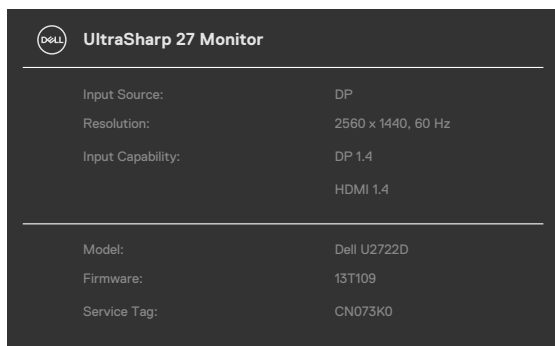 DELL UltraSharp 27 Monitor
Input Source: DP
Resolution: 2560 x 1440, 60 Hz
Input Capability: DP 1.4
HDMI 1.4
Model: Dell U2722D
Firmware: 13T109
Service Tag: CN073K0